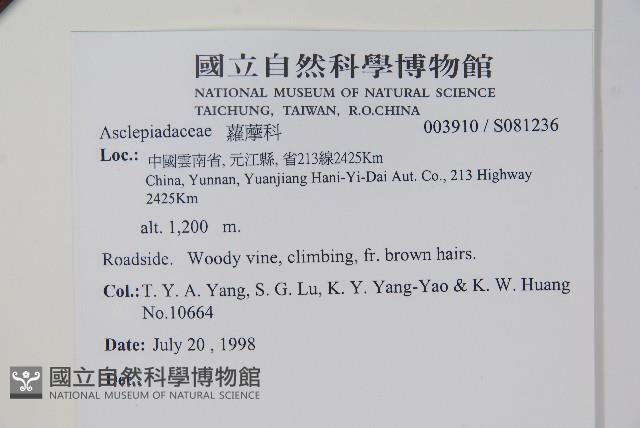 國立自然科學博物館
NATIONAL MUSEUM OF NATURAL SCIENCE
TAICHUNG, TAIWAN, R.O.CHINA
Asclepiadaceae 蘿藦科 003910 / S081236
Loc.: 中國雲南省, 元江縣, 省213線2425Km
China, Yunnan, Yuanjiang Hani-Yi-Dai Aut. Co., 213 Highway
2425Km
alt. 1,200 m.
Roadside. Woody vine, climbing, fr. brown hairs.
Col.: T. Y. A. Yang, S. G. Lu, K. Y. Yang-Yao & K. W. Huang
No.10664
Date: July 20 , 1998
Det.:
國立自然科學博物館
NATIONAL MUSEUM OF NATURAL SCIENCE